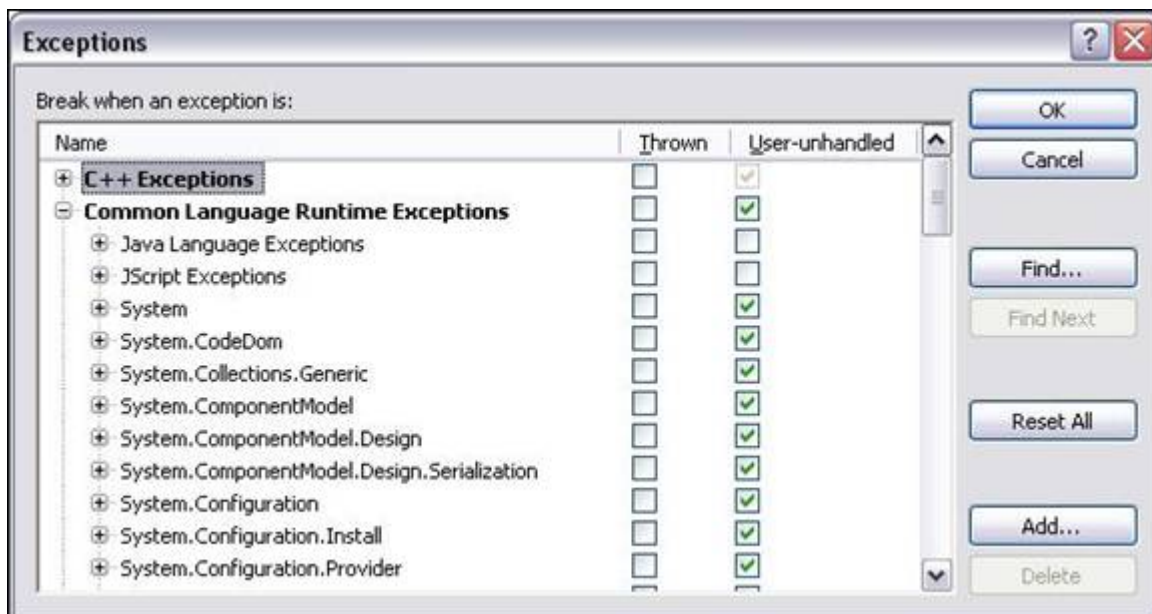 Exceptions
Break when an exception is:
Name Thrown User-unhandled
C++ Exceptions
Common Language Runtime Exceptions
Java Language Exceptions
JScript Exceptions
System
System.CodeDom
System.Collections.Generic
System.ComponentModel
System.ComponentModel.Design
System.ComponentModel.Design.Serialization
System.Configuration
System.Configuration.Install
System.Configuration.Provider
OK
Cancel
Find...
Find Next
Reset All
Add...
Delete